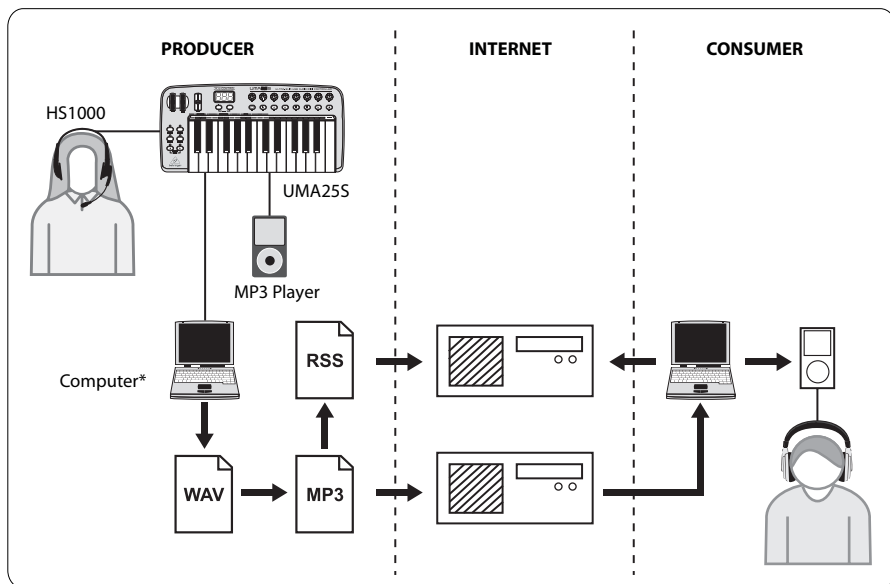 PRODUCER
INTERNET
CONSUMER
HS1000
UMA25S
MP3 Player
Computer*
RSS
WAV
MP3